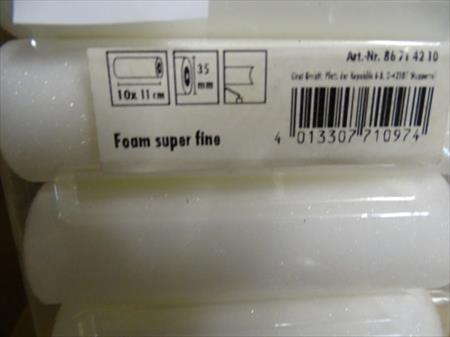 Art.-Nr. 86 71 42 10
35
mm
10x 11 cm
Foam super fine
4 013307 710974